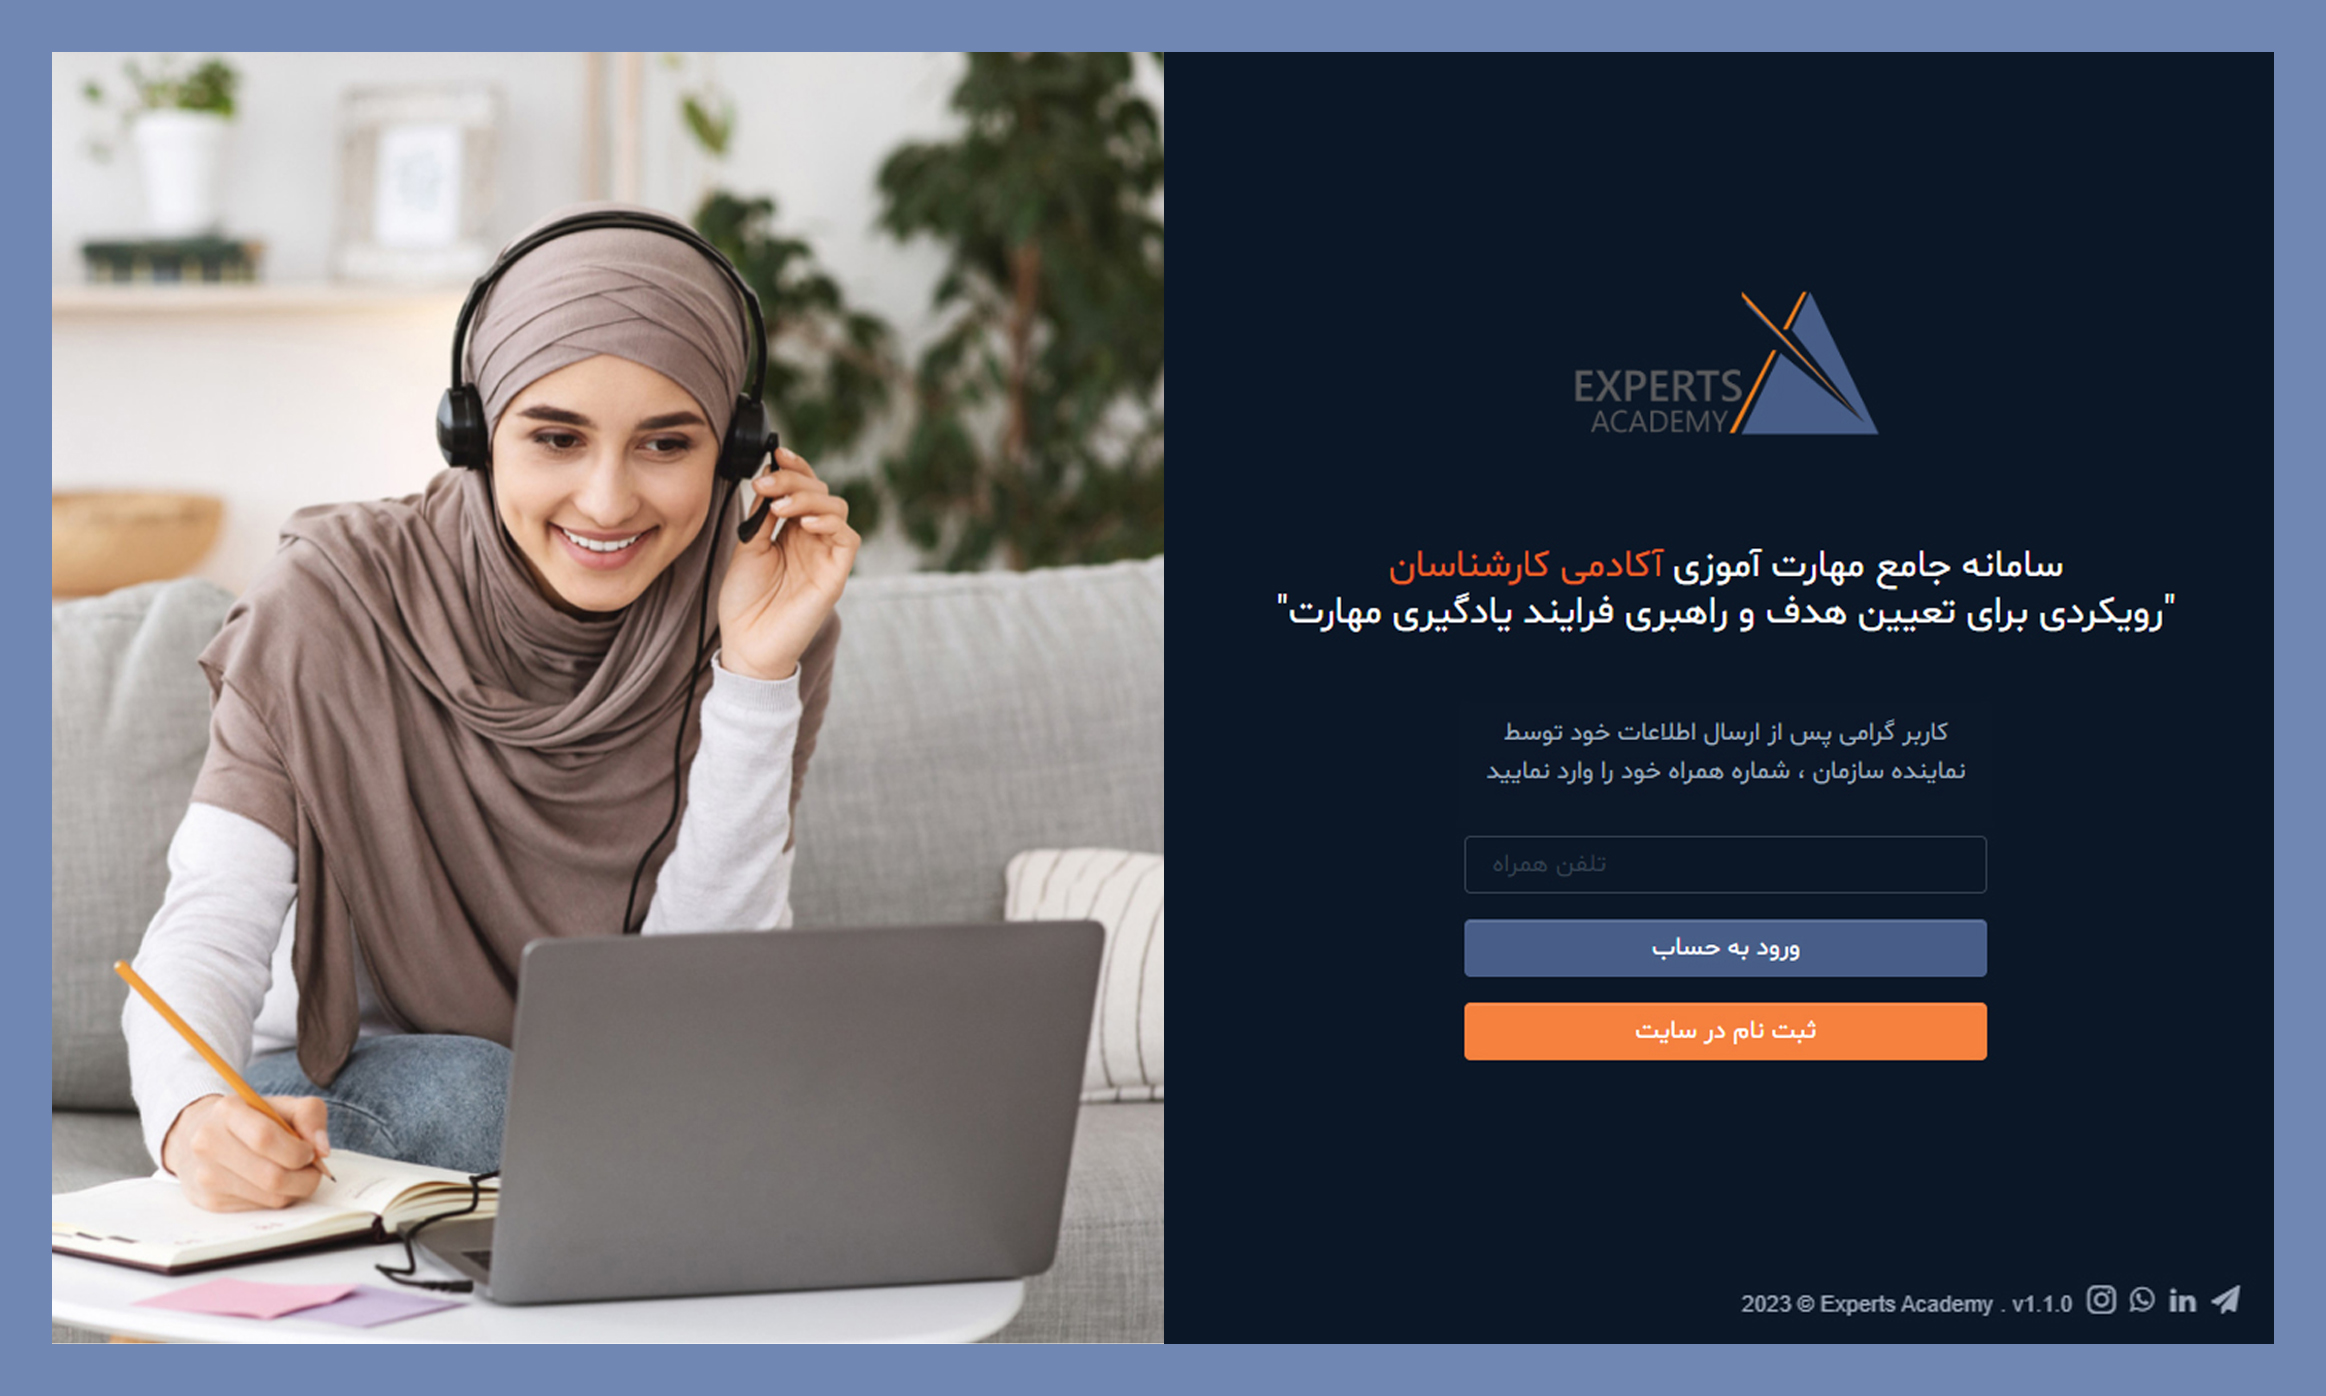 EXPERTS
ACADEMY
سامانه جامع مهارت آموزی آکادمی کارشناسان
"رویکردی برای تعیین هدف و راهبری فرایند یادگیری مهارت"
کاربر گرامی پس از ارسال اطلاعات خود توسط
نماینده سازمان ، شماره همراه خود را وارد نمایید
تلفن همراه
ورود به حساب
ثبت نام در سایت
2023 © Experts Academy . v1.1.0